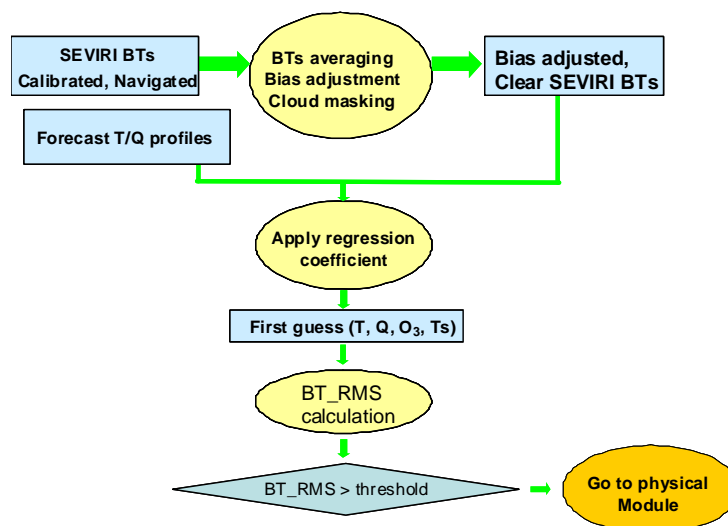 SEVIRI BTs
Calibrated, Navigated
BTs averaging
Bias adjustment
Cloud masking
Bias adjusted,
Clear SEVIRI BTs
Forecast T/Q profiles
Apply regression
coefficient
First guess (T, Q, O₃, Ts)
BT_RMS
calculation
BT_RMS > threshold
Go to physical
Module